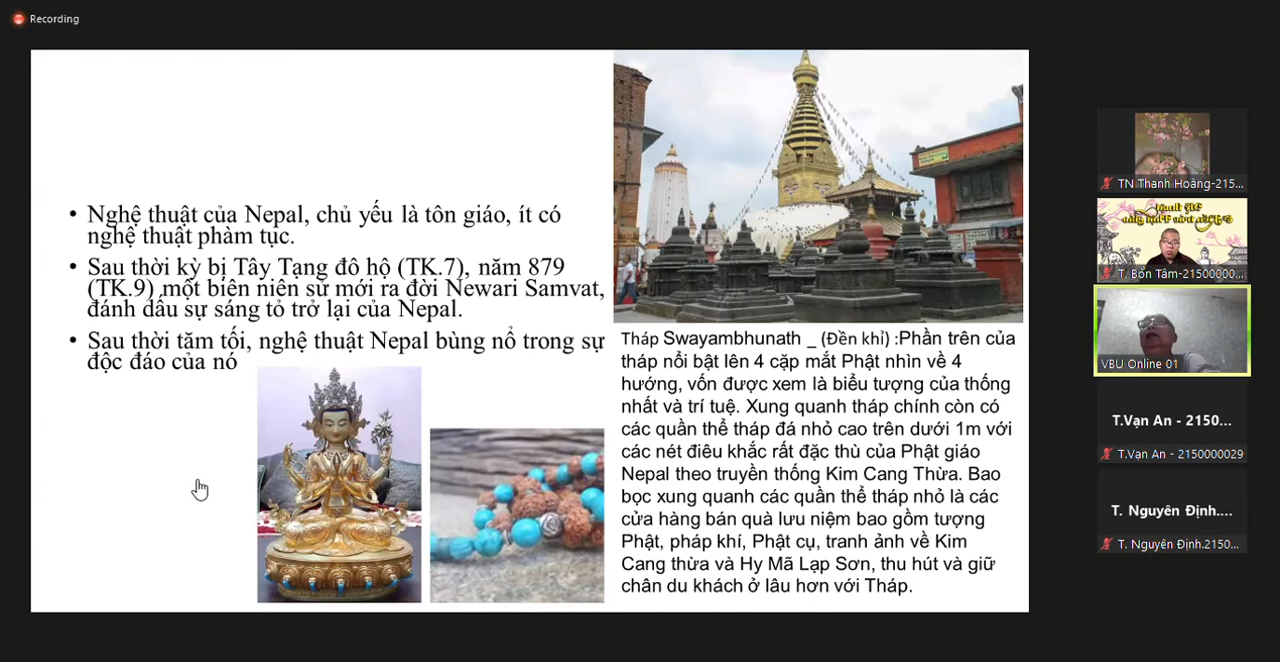 Recording
• Nghệ thuật của Nepal, chủ yếu là tôn giáo, ít có
nghệ thuật phàm tục.
• Sau thời kỳ bị Tây Tạng đô hộ (TK.7), năm 879
(TK.9) một biên niên sử mới ra đời Newari Samvat,
đánh dấu sự sáng tỏ trở lại của Nepal.
• Sau thời tăm tối, nghệ thuật Nepal bùng nổ trong sự
độc đáo của nó
Tháp Swayambhunath _ (Đền khỉ) :Phần trên của
tháp nổi bật lên 4 cặp mắt Phật nhìn về 4
hướng, vốn được xem là biểu tượng của thống
nhất và trí tuệ. Xung quanh tháp chính còn có
các quần thể tháp đá nhỏ cao trên dưới 1m với
các nét điêu khắc rất đặc thù của Phật giáo
Nepal theo truyền thống Kim Cang Thừa. Bao
bọc xung quanh các quần thể tháp nhỏ là các
cửa hàng bán quà lưu niệm bao gồm tượng
Phật, pháp khí, Phật cụ, tranh ảnh về Kim
Cang thừa và Hy Mã Lạp Sơn, thu hút và giữ
chân du khách ở lâu hơn với Tháp.
TN Thanh Hoằng-215...
T. Bổn Tâm-21500000...
VBU Online 01
T.Vạn An - 2150...
T.Vạn An - 2150000029
T. Nguyên Định....
T. Nguyên Định.2150...